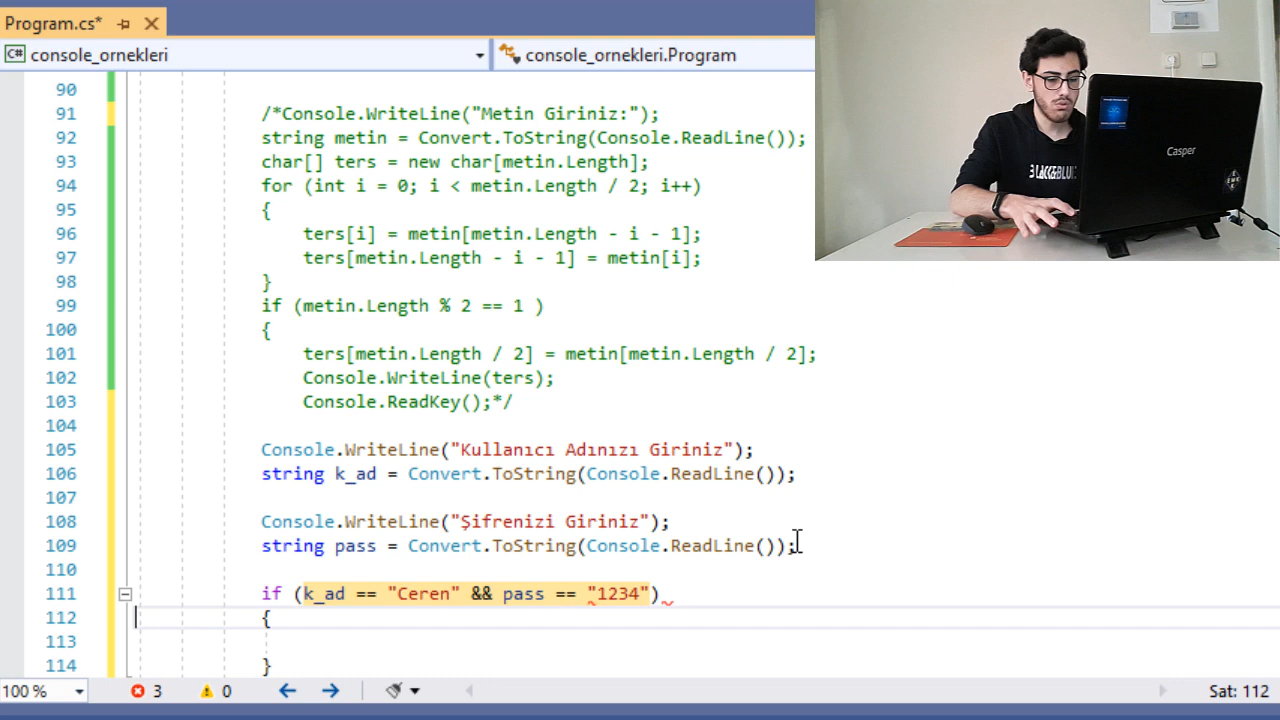 Program.cs*
C# console_ornekleri
console_ornekleri.Program
90
91 /*Console.WriteLine("Metin Giriniz:");
92 string metin = Convert.ToString(Console.ReadLine());
93 char[] ters = new char[metin.Length];
94 for (int i = 0; i < metin.Length / 2; i++)
95 {
96 ters[i] = metin[metin.Length - i - 1];
97 ters[metin.Length - i - 1] = metin[i];
98 }
99 if (metin.Length % 2 == 1 )
100 {
101 ters[metin.Length / 2] = metin[metin.Length / 2];
102 Console.WriteLine(ters);
103 Console.ReadKey();*/
104
105 Console.WriteLine("Kullanıcı Adınızı Giriniz");
106 string k_ad = Convert.ToString(Console.ReadLine());
107
108 Console.WriteLine("Şifrenizi Giriniz");
109 string pass = Convert.ToString(Console.ReadLine());
110
111 if (k_ad == "Ceren" && pass == "1234")
112 {
113
114 }
100 % 3 0 Sat: 112
Casper